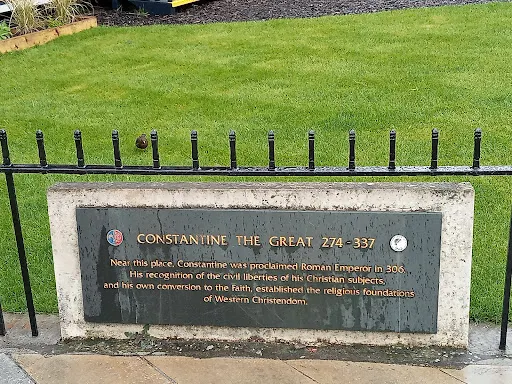 CONSTANTINE THE GREAT 274-337
Near this place, Constantine was proclaimed Roman Emperor in 306.
His recognition of the civil liberties of his Christian subjects,
and his own conversion to the Faith, established the religious foundations
of Western Christendom.